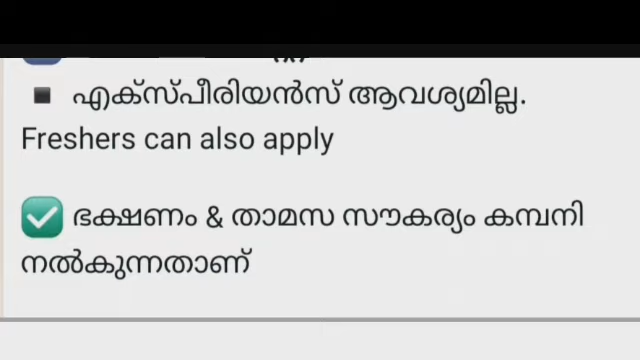 ▪ എക്സ്പീരിയൻസ് ആവശ്യമില്ല.
Freshers can also apply
✅ ഭക്ഷണം & താമസ സൗകര്യം കമ്പനി
നൽകുന്നതാണ്